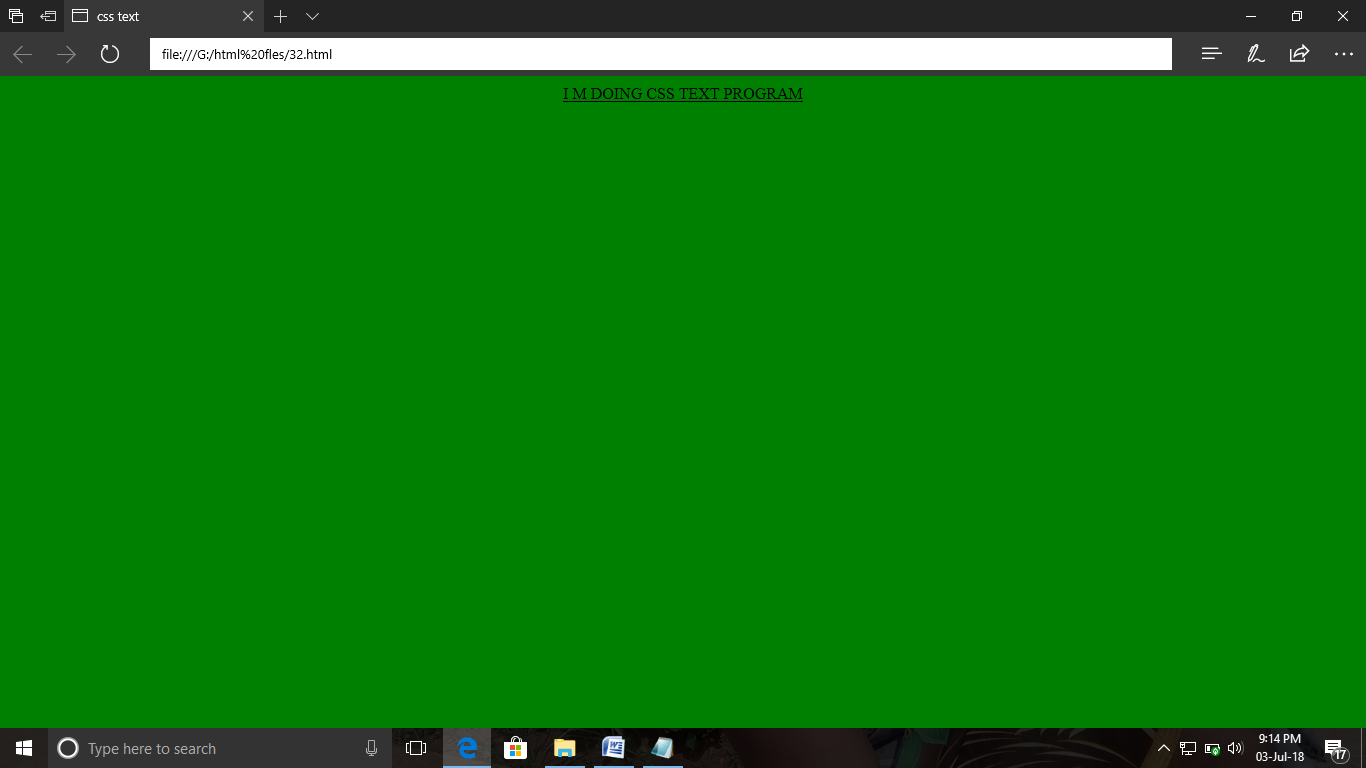 css text
file:///G:/html%20fles/32.html
I M DOING CSS TEXT PROGRAM
Type here to search
9:14 PM
03-Jul-18
17